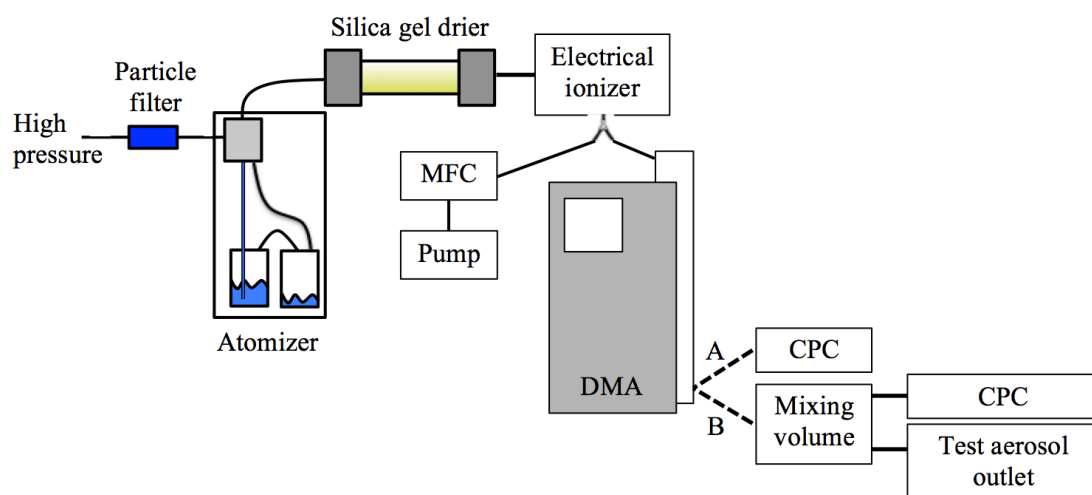 Silica gel drier
Particle
filter
High
pressure
Atomizer
Electrical
ionizer
MFC
Pump
DMA
A
B
CPC
Mixing
volume
CPC
Test aerosol
outlet